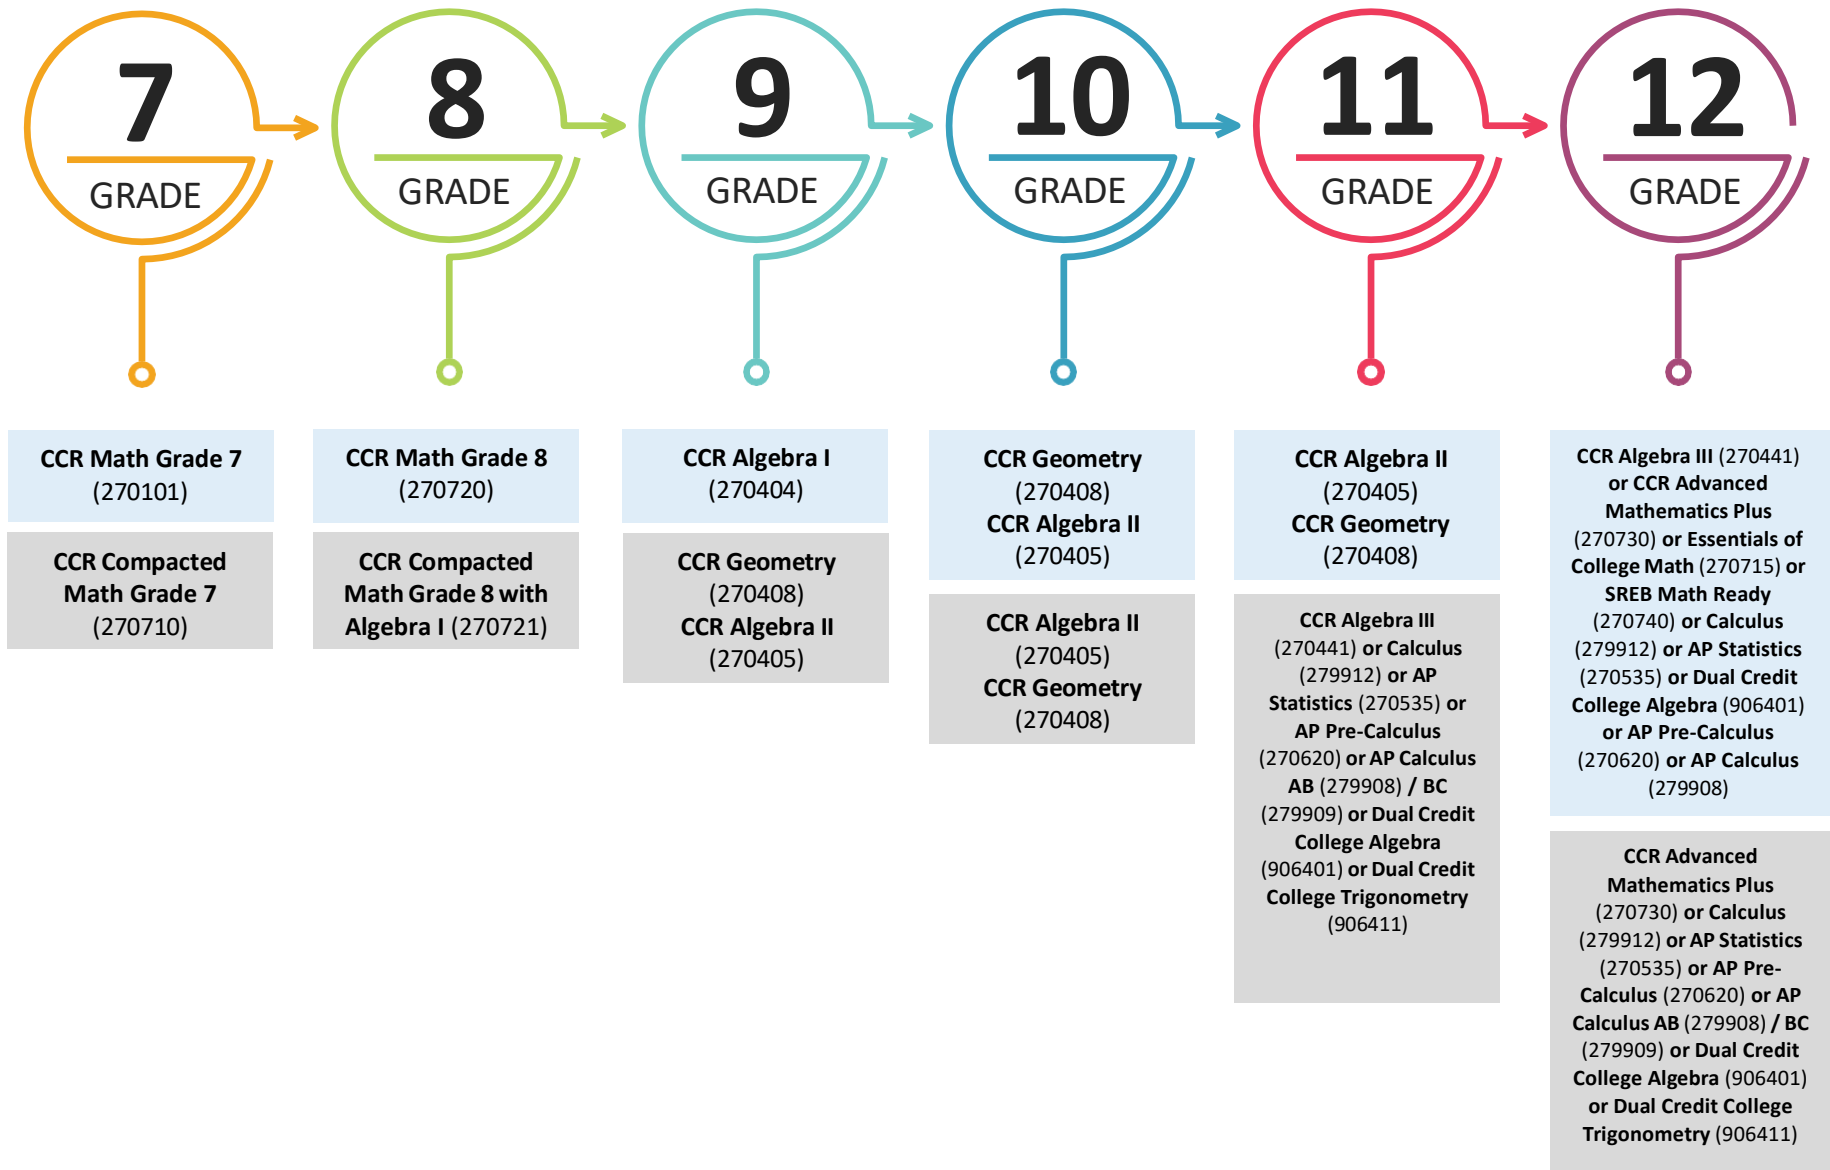 7
GRADE
8
GRADE
9
GRADE
10
GRADE
11
GRADE
12
GRADE
CCR Math Grade 7
(270101)
CCR Compacted
Math Grade 7
(270710)
CCR Math Grade 8
(270720)
CCR Compacted
Math Grade 8 with
Algebra I (270721)
CCR Algebra I
(270404)
CCR Geometry
(270408)
CCR Algebra II
(270405)
CCR Geometry
(270408)
CCR Algebra II
(270405)
CCR Algebra II
(270405)
CCR Geometry
(270408)
CCR Algebra II
(270405)
CCR Geometry
(270408)
CCR Algebra III
(270441) or Calculus
(279912) or AP
Statistics (270535) or
AP Pre-Calculus
(270620) or AP Calculus
AB (279908) / BC
(279909) or Dual Credit
College Algebra
(906401) or Dual Credit
College Trigonometry
(906411)
CCR Algebra III (270441)
or CCR Advanced
Mathematics Plus
(270730) or Essentials of
College Math (270715) or
SREB Math Ready
(270740) or Calculus
(279912) or AP Statistics
(270535) or Dual Credit
College Algebra (906401)
or AP Pre-Calculus
(270620) or AP Calculus
(279908)
CCR Advanced
Mathematics Plus
(270730) or Calculus
(279912) or AP Statistics
(270535) or AP Pre-
Calculus (270620) or AP
Calculus AB (279908) / BC
(279909) or Dual Credit
College Algebra (906401)
or Dual Credit College
Trigonometry (906411)